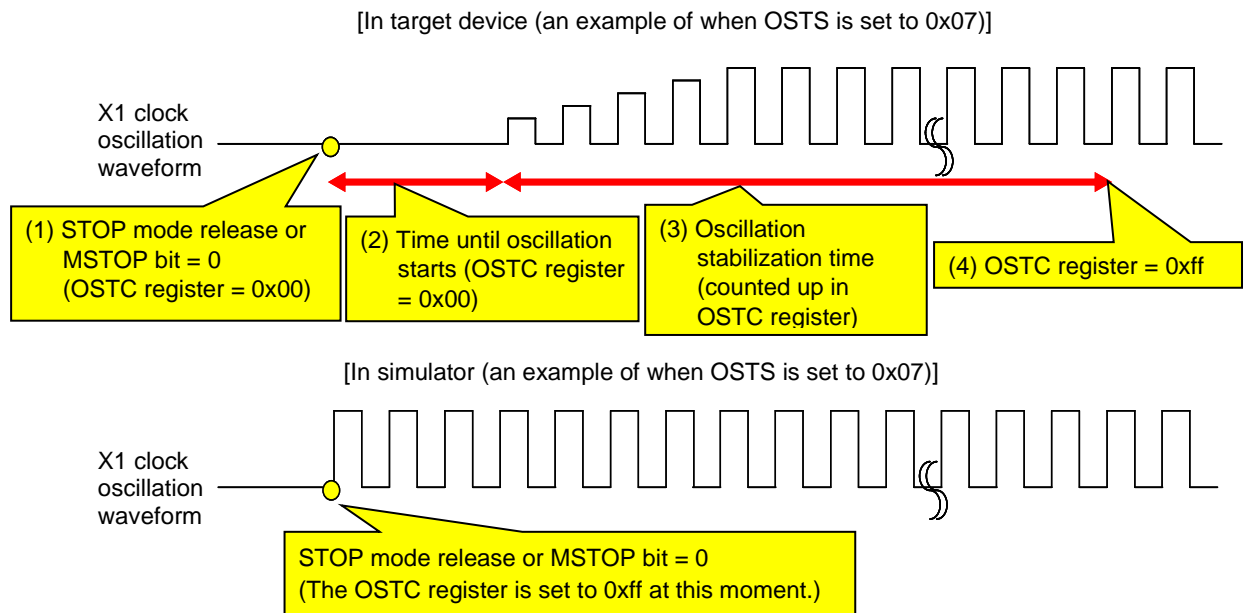 [In target device (an example of when OSTS is set to 0x07)]
X1 clock
oscillation
waveform
(1) STOP mode release or
MSTOP bit = 0
(OSTC register = 0x00)
(2) Time until oscillation
starts (OSTC register
= 0x00)
(3) Oscillation
stabilization time
(counted up in
OSTC register)
(4) OSTC register = 0xff
[In simulator (an example of when OSTS is set to 0x07)]
X1 clock
oscillation
waveform
STOP mode release or MSTOP bit = 0
(The OSTC register is set to 0xff at this moment.)